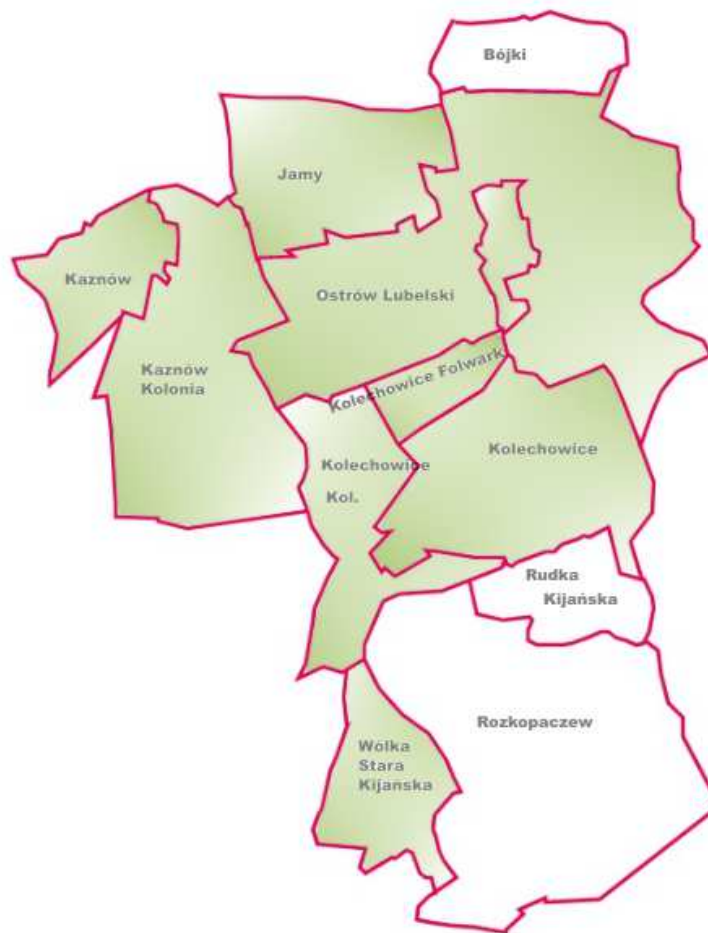 Bójki
Jamy
Kaznów
Ostrów Lubelski
Kaznów
Kolonia
Kolechowice Folwark
Kolechowice
Kolechowice
Kol.
Rudka
Kijańska
Rozkopaczew
Wólka
Stara
Kijańska